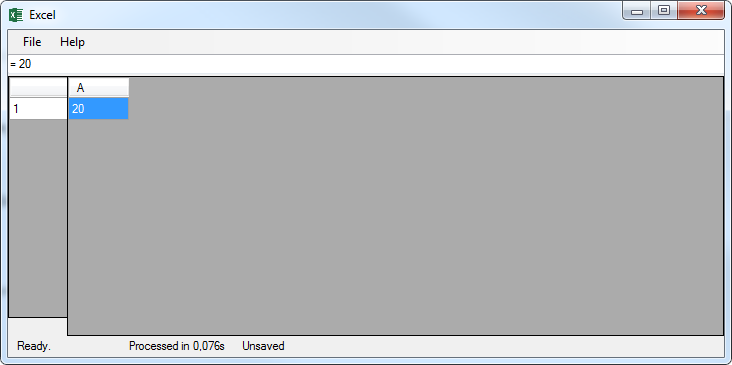 Excel
File Help
= 20
A
1 20
Ready. Processed in 0,076s Unsaved